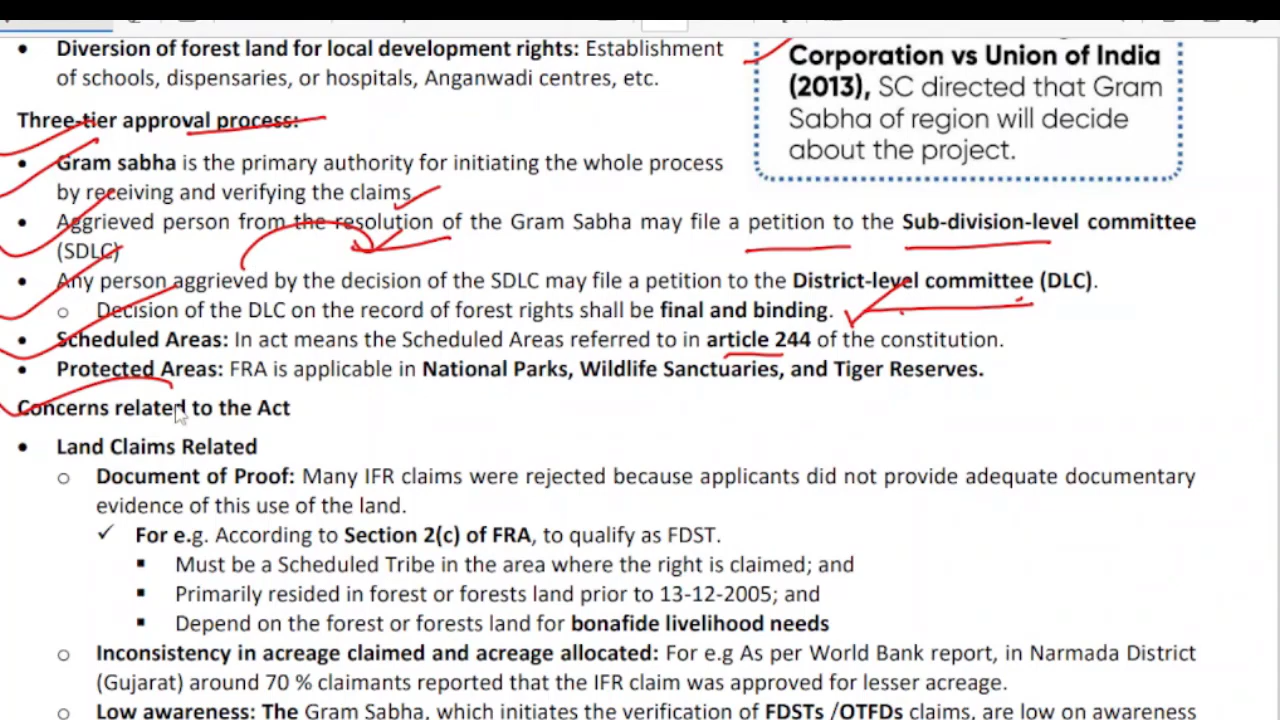 • Diversion of forest land for local development rights: Establishment
of schools, dispensaries, or hospitals, Anganwadi centres, etc.
Corporation vs Union of India
(2013), SC directed that Gram
Sabha of region will decide
about the project.
Three-tier approval process:
• Gram sabha is the primary authority for initiating the whole process
by receiving and verifying the claims.
• Aggrieved person from the resolution of the Gram Sabha may file a petition to the Sub-division-level committee
(SDLC)
• Any person aggrieved by the decision of the SDLC may file a petition to the District-level committee (DLC).
o Decision of the DLC on the record of forest rights shall be final and binding.
• Scheduled Areas: In act means the Scheduled Areas referred to in article 244 of the constitution.
• Protected Areas: FRA is applicable in National Parks, Wildlife Sanctuaries, and Tiger Reserves.
Concerns related to the Act
• Land Claims Related
o Document of Proof: Many IFR claims were rejected because applicants did not provide adequate documentary
evidence of this use of the land.
✓ For e.g. According to Section 2(c) of FRA, to qualify as FDST.
▪ Must be a Scheduled Tribe in the area where the right is claimed; and
▪ Primarily resided in forest or forests land prior to 13-12-2005; and
▪ Depend on the forest or forests land for bonafide livelihood needs
o Inconsistency in acreage claimed and acreage allocated: For e.g As per World Bank report, in Narmada District
(Gujarat) around 70 % claimants reported that the IFR claim was approved for lesser acreage.
o Low awareness: The Gram Sabha, which initiates the verification of FDSTs /OTFDs claims, are low on awareness